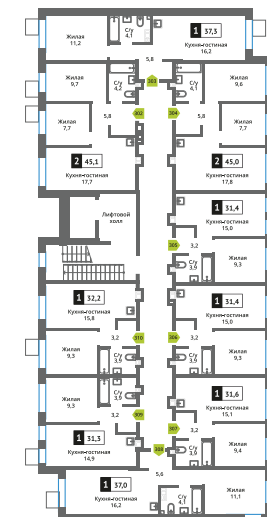 Жилая
11,2
С/у
4,1
1 37,3
Кухня-гостиная
16,2
5,8
303
Жилая
9,7
С/у
4,2
С/у
4,1
Жилая
9,6
302
304
Жилая
7,7
5,8
5,8
Жилая
7,7
2 45,1
Кухня-гостиная
17,7
2 45,0
Кухня-гостиная
17,8
Лифтовой
холл
1 31,4
Кухня-гостиная
15,0
305
3,2
С/у
3,9
Жилая
9,3
1 32,2
Кухня-гостиная
15,8
1 31,4
Кухня-гостиная
15,0
310
306
3,2
3,2
Жилая
9,3
С/у
3,9
С/у
3,9
Жилая
9,3
Жилая
9,3
С/у
3,9
1 31,6
Кухня-гостиная
15,1
3,2
309
307
3,2
1 31,3
Кухня-гостиная
14,9
С/у
3,9
Жилая
9,4
308
5,6
1 37,0
Кухня-гостиная
16,2
С/у
4,1
Жилая
11,1